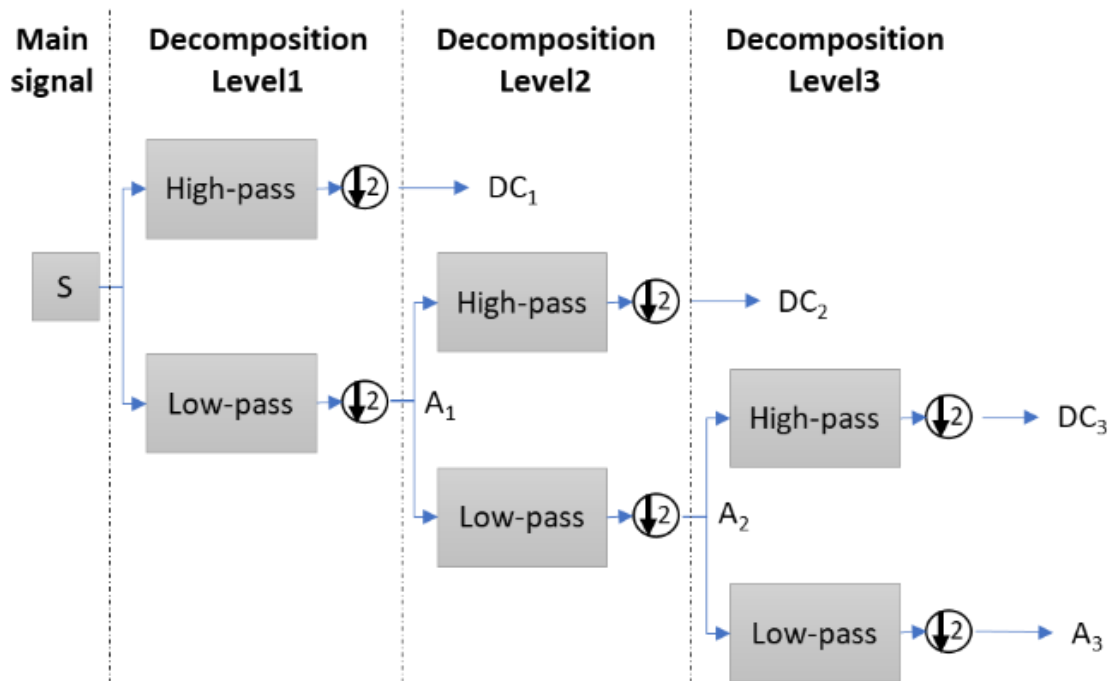 Main signal
Decomposition Level1
Decomposition Level2
Decomposition Level3
High-pass
2
DC₁
S
High-pass
2
DC₂
Low-pass
2
A₁
High-pass
2
DC₃
Low-pass
2
A₂
Low-pass
2
A₃